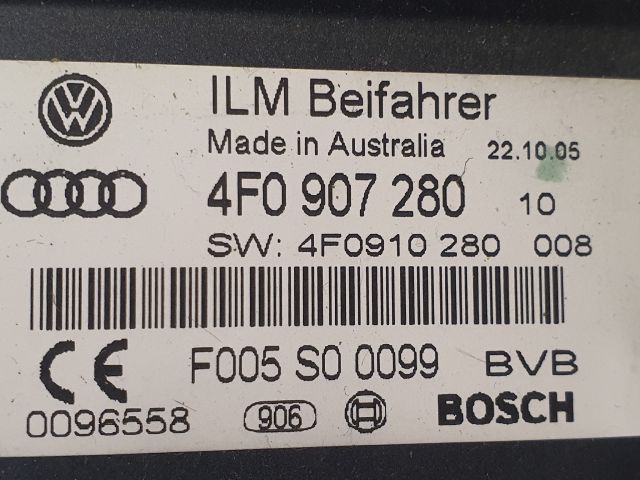 ILM Beifahrer
Made in Australia 22.10.05
4F0 907 280 10
SW: 4F0910 280 008
CE F005 S0 0099 BVB
0096558 906 BOSCH